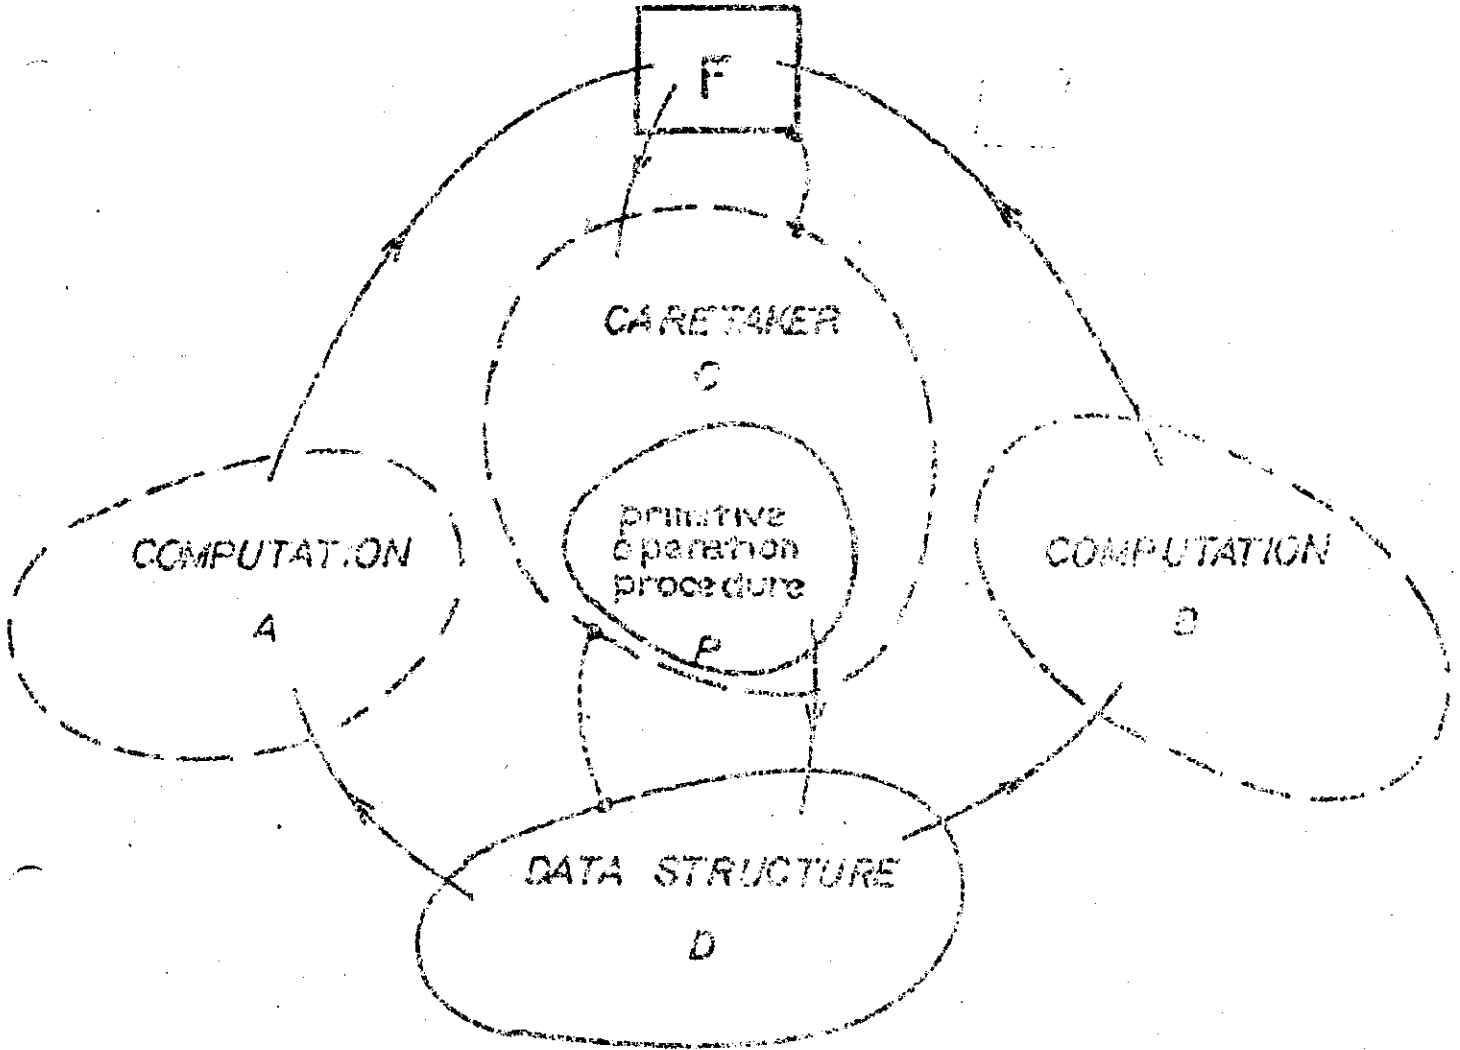 F
CARETAKER
C
primitive
operation
procedure
P
COMPUTATION
A
COMPUTATION
B
DATA STRUCTURE
D